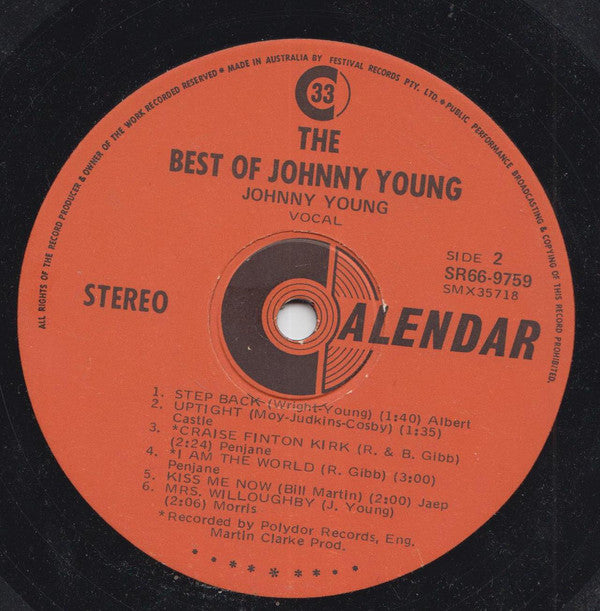 ALL RIGHTS OF THE RECORD PRODUCER & OWNER OF THE WORK RECORDED RESERVED ● MADE IN AUSTRALIA BY FESTIVAL RECORDS PTY. LTD. ● PUBLIC PERFORMANCE BROADCASTING & COPYING OF THIS RECORD PROHIBITED.
C 33
THE
BEST OF JOHNNY YOUNG
JOHNNY YOUNG
VOCAL
SIDE 2
SR66-9759
SMX35718
STEREO
CALENDAR
1. STEP BACK (Wright-Young) (1:40) Albert
2. UPTIGHT (Moy-Judkins-Cosby) (1:35)
Castle
3. *CRAISE FINTON KIRK (R. & B. Gibb)
(2:24) Penjane
4. *I AM THE WORLD (R. Gibb) (3:00)
Penjane
5. KISS ME NOW (Bill Martin) (2:00) Jaep
6. MRS. WILLOUGHBY (J. Young)
(2:06) Morris
*Recorded by Polydor Records, Eng.
Martin Clarke Prod.
* * * * * * * *